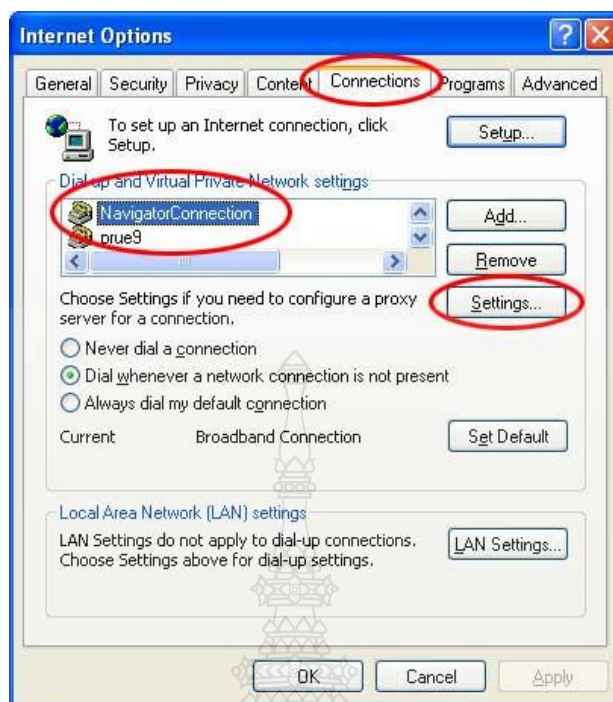 Internet Options
General Security Privacy Content Connections Programs Advanced
To set up an Internet connection, click
Setup.
Setup...
Dial-up and Virtual Private Network settings
NavigatorConnection
prue9
Add...
Remove
Choose Settings if you need to configure a proxy
server for a connection.
Settings...
Never dial a connection
Dial whenever a network connection is not present
Always dial my default connection
Current Broadband Connection Set Default
Local Area Network (LAN) settings
LAN Settings do not apply to dial-up connections.
Choose Settings above for dial-up settings.
LAN Settings...
OK Cancel Apply